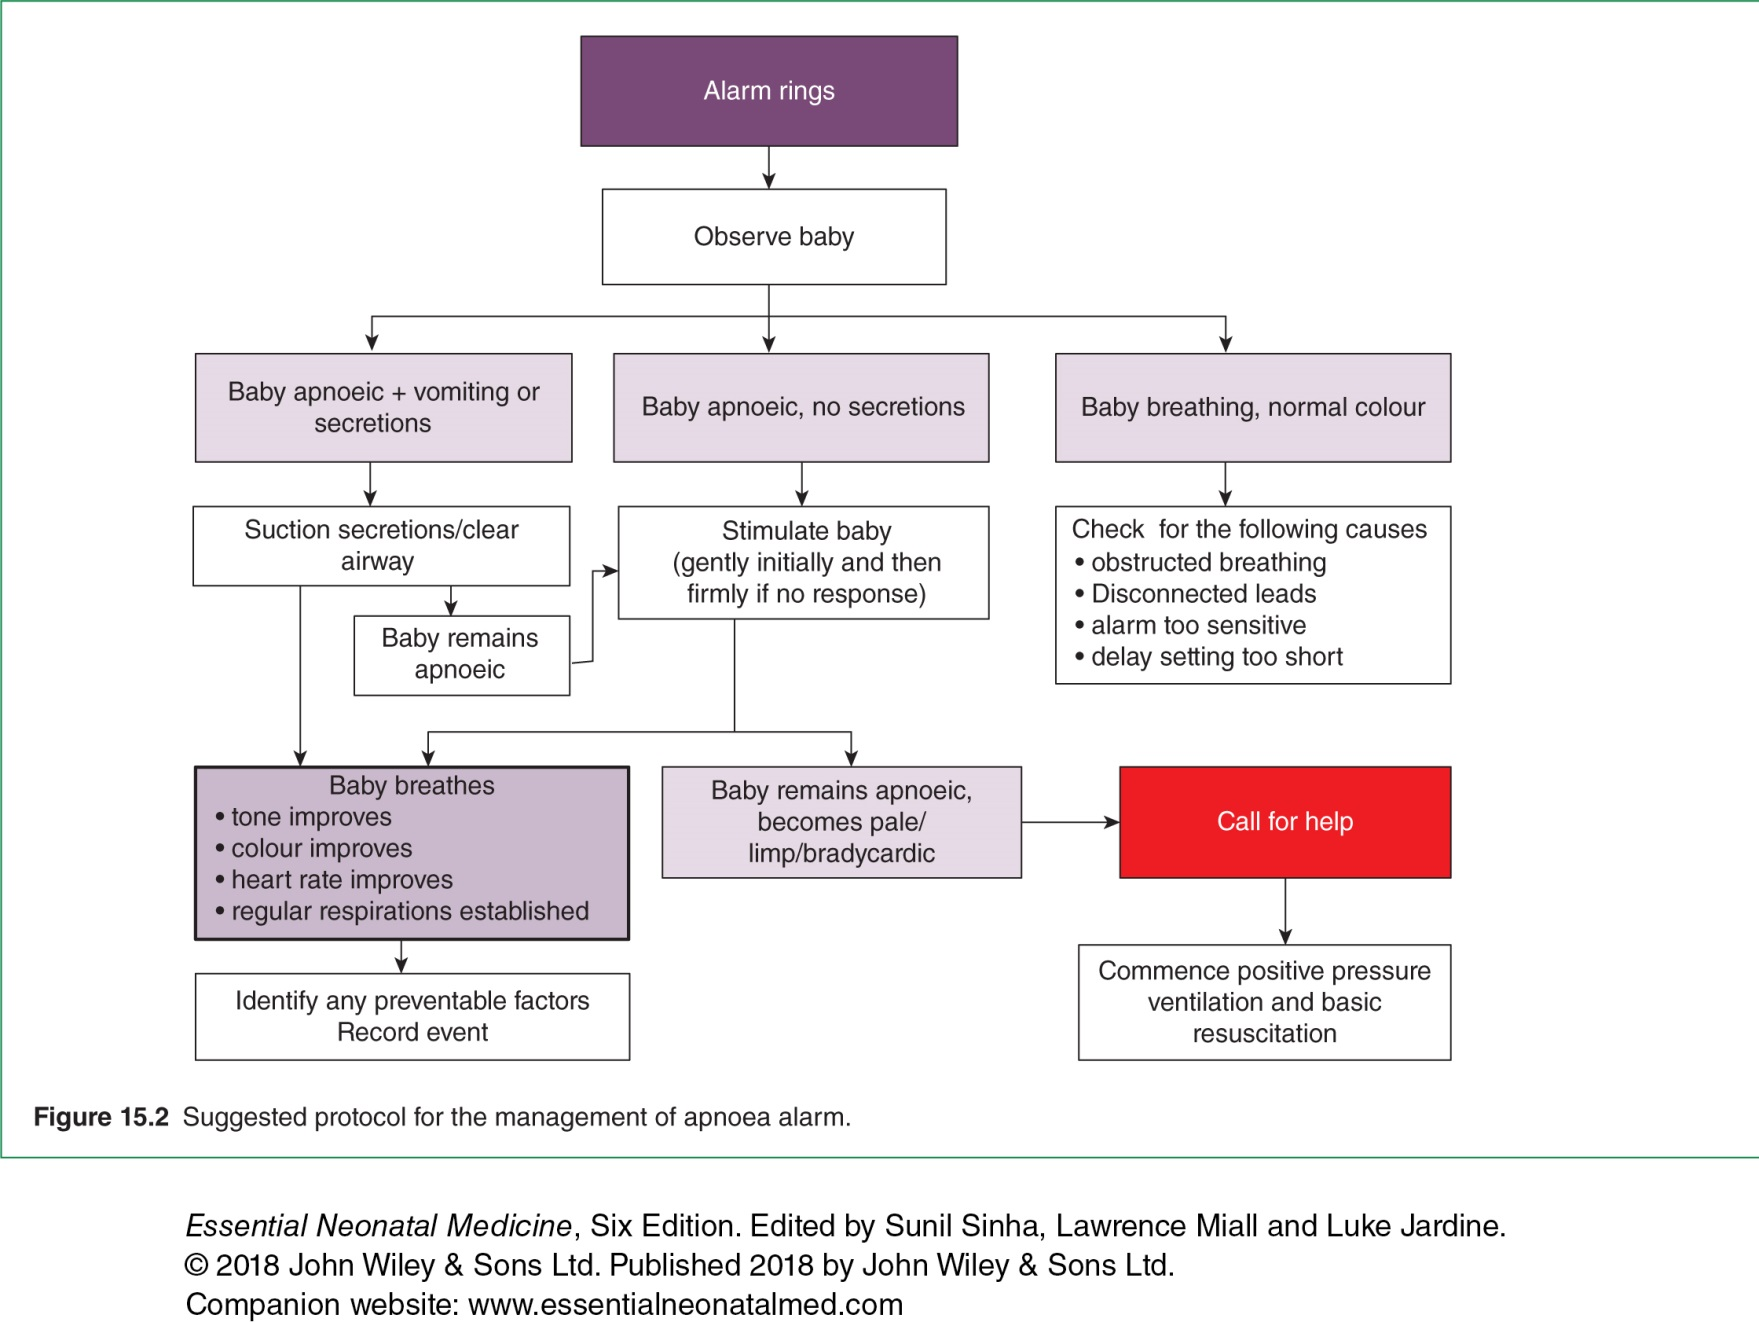 Alarm rings
Observe baby
Baby apnoeic + vomiting or
secretions
Baby apnoeic, no secretions
Baby breathing, normal colour
Suction secretions/clear
airway
Stimulate baby
(gently initially and then
firmly if no response)
Check for the following causes
• obstructed breathing
• Disconnected leads
• alarm too sensitive
• delay setting too short
Baby remains
apnoeic
Baby breathes
• tone improves
• colour improves
• heart rate improves
• regular respirations established
Baby remains apnoeic,
becomes pale/
limp/bradycardic
Call for help
Identify any preventable factors
Record event
Commence positive pressure
ventilation and basic
resuscitation
Figure 15.2 Suggested protocol for the management of apnoea alarm.
Essential Neonatal Medicine, Six Edition. Edited by Sunil Sinha, Lawrence Miall and Luke Jardine.
© 2018 John Wiley & Sons Ltd. Published 2018 by John Wiley & Sons Ltd.
Companion website: www.essentialneonatalmed.com